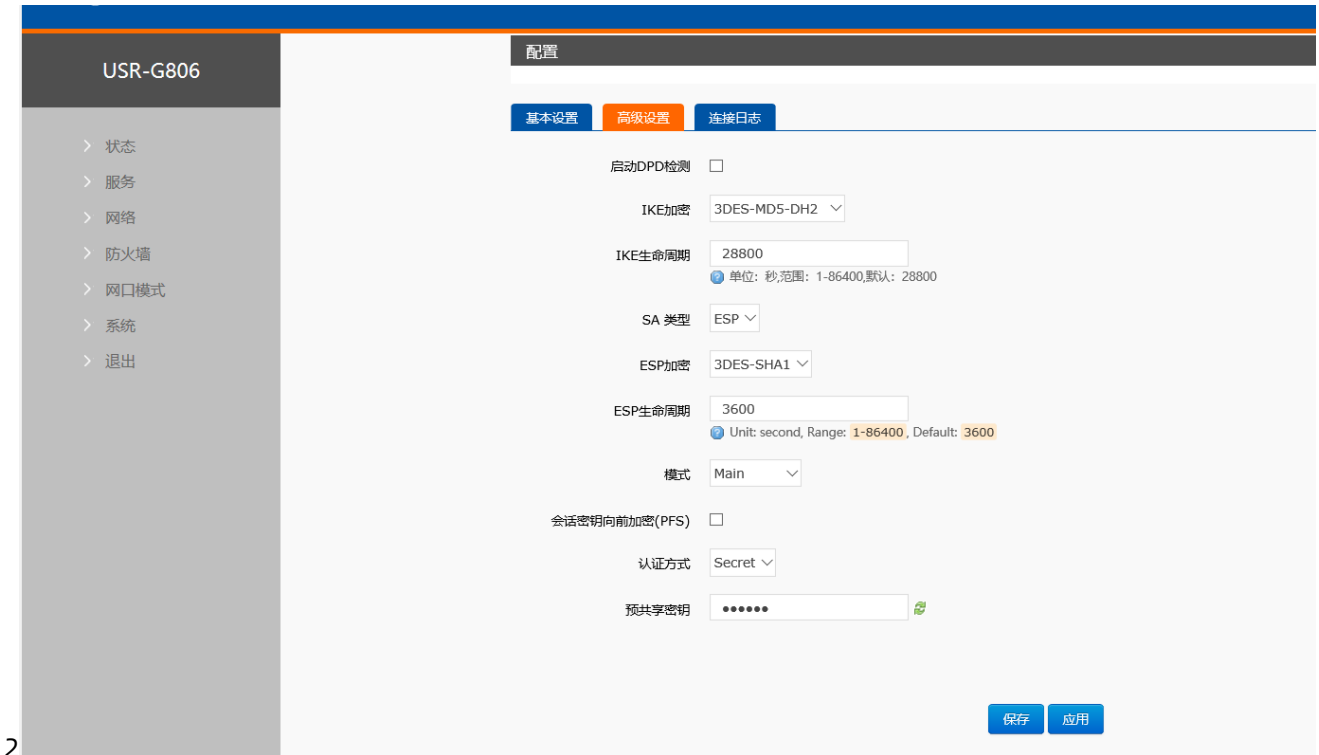 USR-G806
状态
服务
网络
防火墙
网口模式
系统
退出
配置
基本设置 高级设置 连接日志
启动DPD检测
IKE加密 3DES-MD5-DH2
IKE生命周期 28800
单位：秒,范围：1-86400,默认：28800
SA 类型 ESP
ESP加密 3DES-SHA1
ESP生命周期 3600
Unit: second, Range: 1-86400, Default: 3600
模式 Main
会话密钥向前加密(PFS)
认证方式 Secret
预共享密钥 ••••••
保存 应用
2